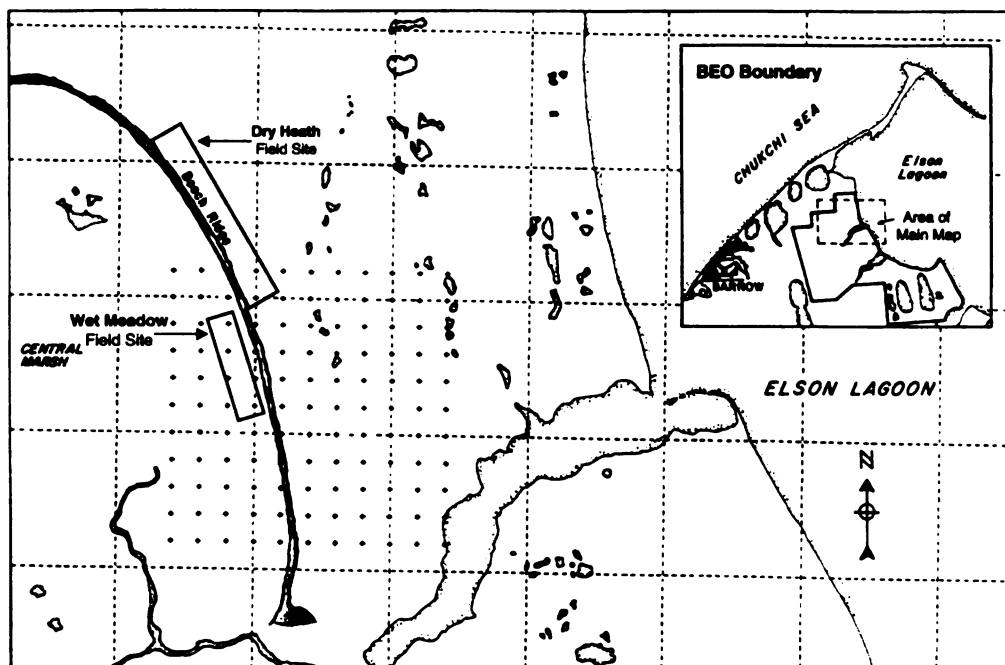 Dry Heath
Field Site
Beach Ridge
Wet Meadow
Field Site
CENTRAL
MARSH
ELSON LAGOON
N
BEO Boundary
CHUKCHI SEA
Elson
Lagoon
Area of
Main Map
BARROW